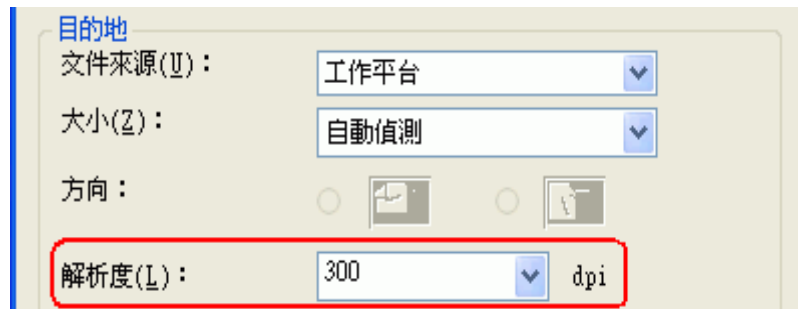 目的地
文件來源(U)： 工作平台
大小(Z)： 自動偵測
方向：
解析度(L)： 300 dpi